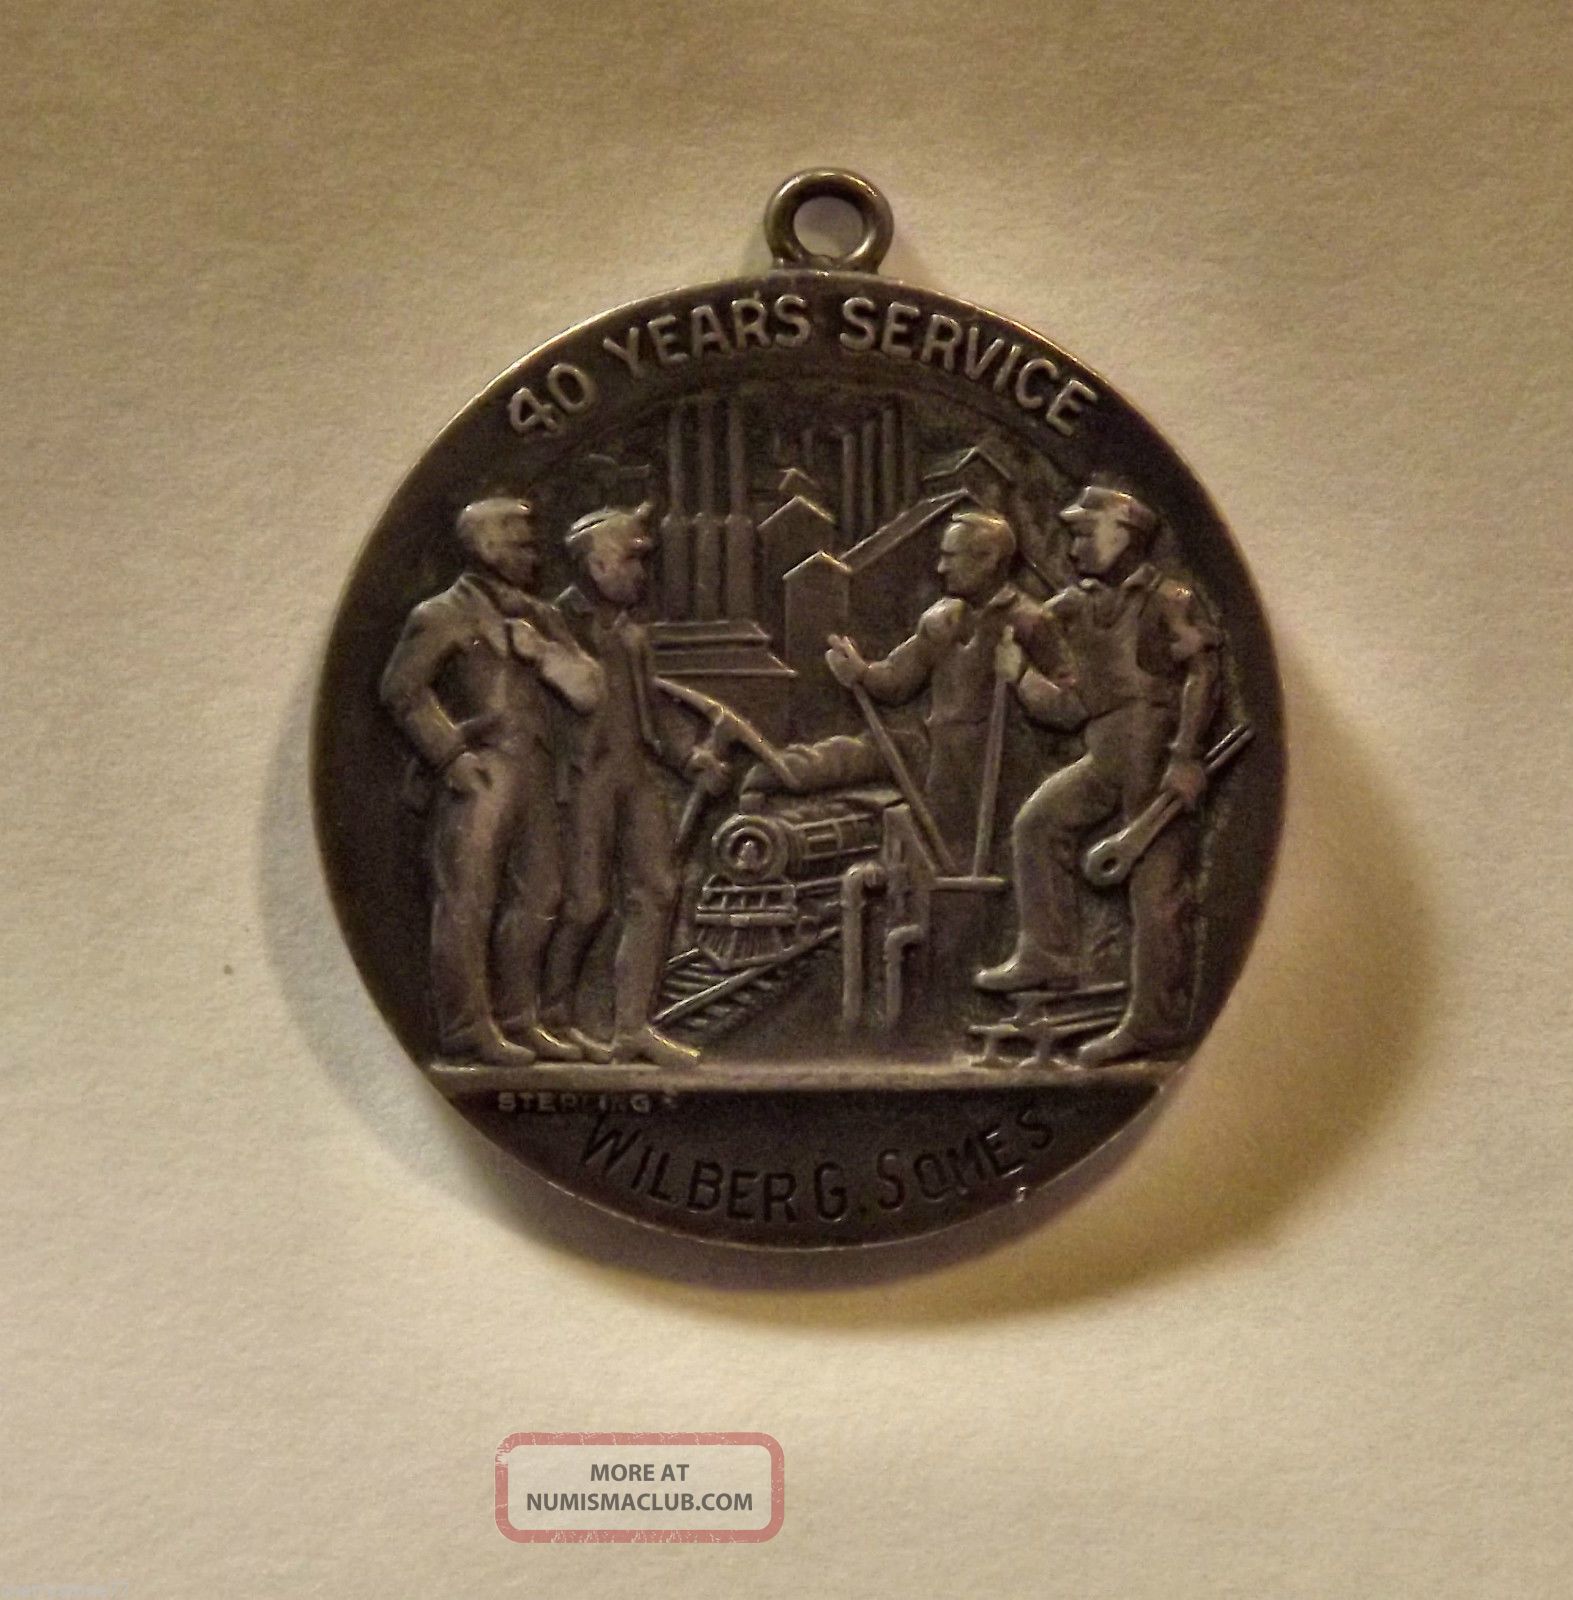 40 YEARS SERVICE
STERLING
WILBER G. SOMES
MORE AT
NUMISMACLUB.COM